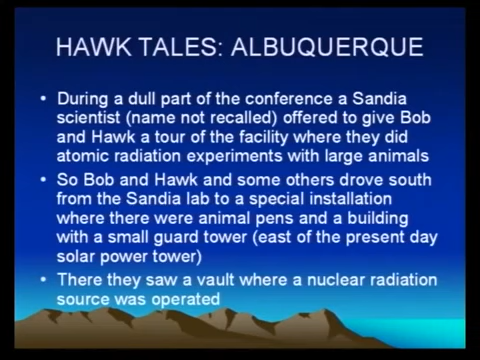 HAWK TALES: ALBUQUERQUE
• During a dull part of the conference a Sandia
scientist (name not recalled) offered to give Bob
and Hawk a tour of the facility where they did
atomic radiation experiments with large animals
• So Bob and Hawk and some others drove south
from the Sandia lab to a special installation
where there were animal pens and a building
with a small guard tower (east of the present day
solar power tower)
• There they saw a vault where a nuclear radiation
source was operated